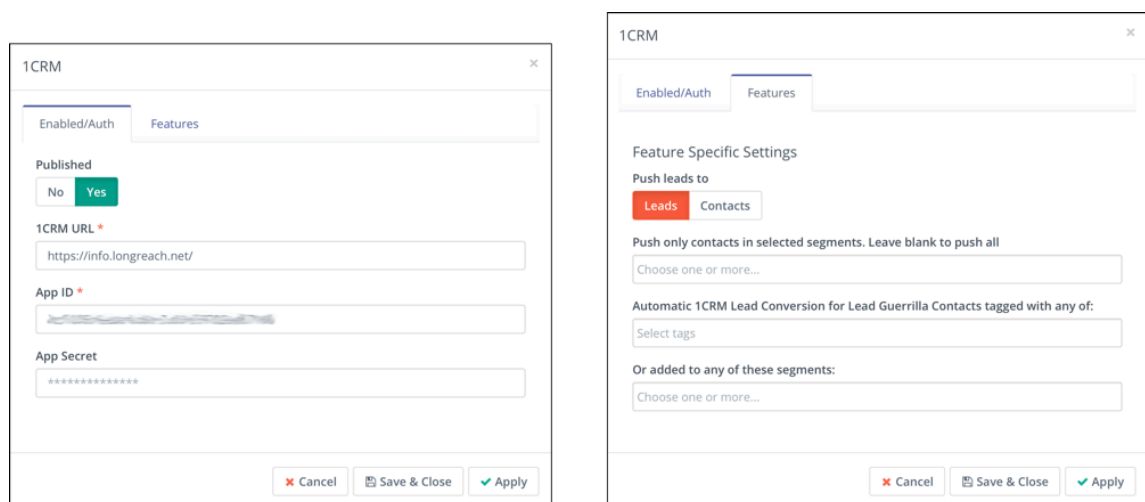 1CRM
×
Enabled/Auth
Features
Published
No
Yes
1CRM URL *
https://info.longreach.net/
App ID *
App Secret
**************
Cancel
Save & Close
Apply
1CRM
×
Enabled/Auth
Features
Feature Specific Settings
Push leads to
Leads
Contacts
Push only contacts in selected segments. Leave blank to push all
Choose one or more...
Automatic 1CRM Lead Conversion for Lead Guerrilla Contacts tagged with any of:
Select tags
Or added to any of these segments:
Choose one or more...
Cancel
Save & Close
Apply